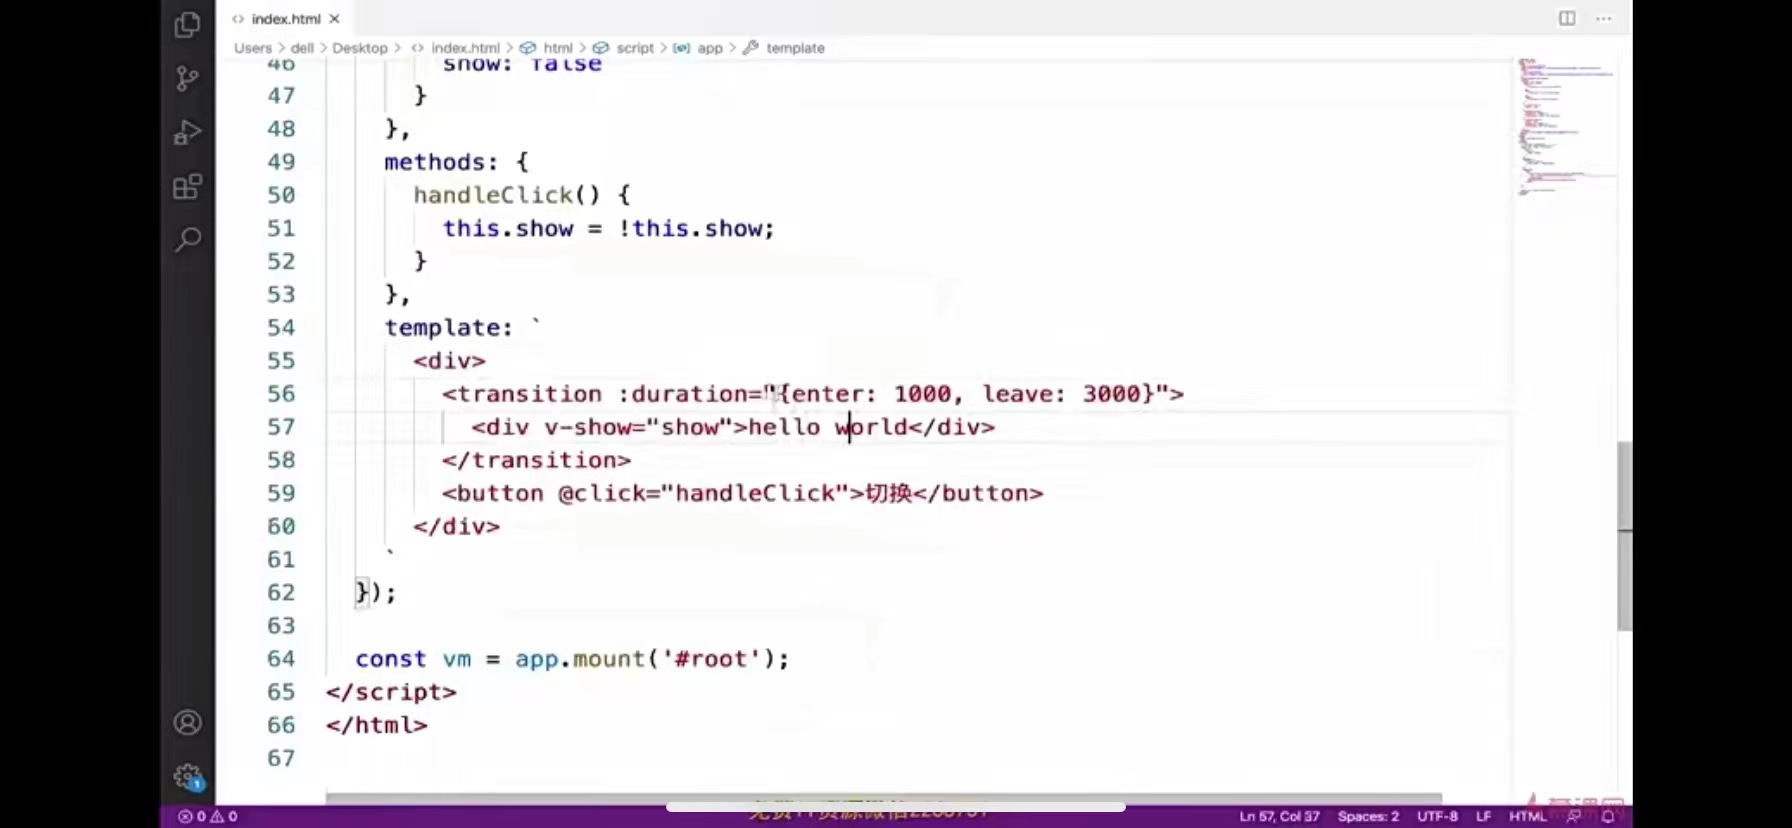 index.html
Users > dell > Desktop > index.html > html > script > app > template
46 show: false
47 }
48 },
49 methods: {
50 handleClick() {
51 this.show = !this.show;
52 }
53 },
54 template: `
55 <div>
56 <transition :duration="{enter: 1000, leave: 3000}">
57 <div v-show="show">hello world</div>
58 </transition>
59 <button @click="handleClick">切换</button>
60 </div>
61 `
62 });
63
64 const vm = app.mount('#root');
65 </script>
66 </html>
67
1
0 0 Ln 57, Col 37 Spaces: 2 UTF-8 LF HTML